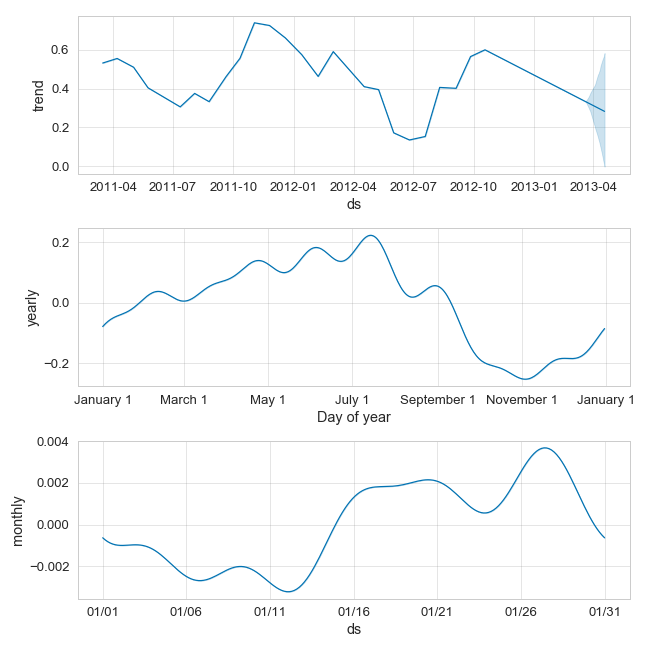 0.6
0.4
0.2
0.0
trend
2011-04 2011-07 2011-10 2012-01 2012-04 2012-07 2012-10 2013-01 2013-04
ds
0.2
0.0
−0.2
yearly
January 1 March 1 May 1 July 1 September 1 November 1 January 1
Day of year
0.004
0.002
0.000
−0.002
monthly
01/01 01/06 01/11 01/16 01/21 01/26 01/31
ds